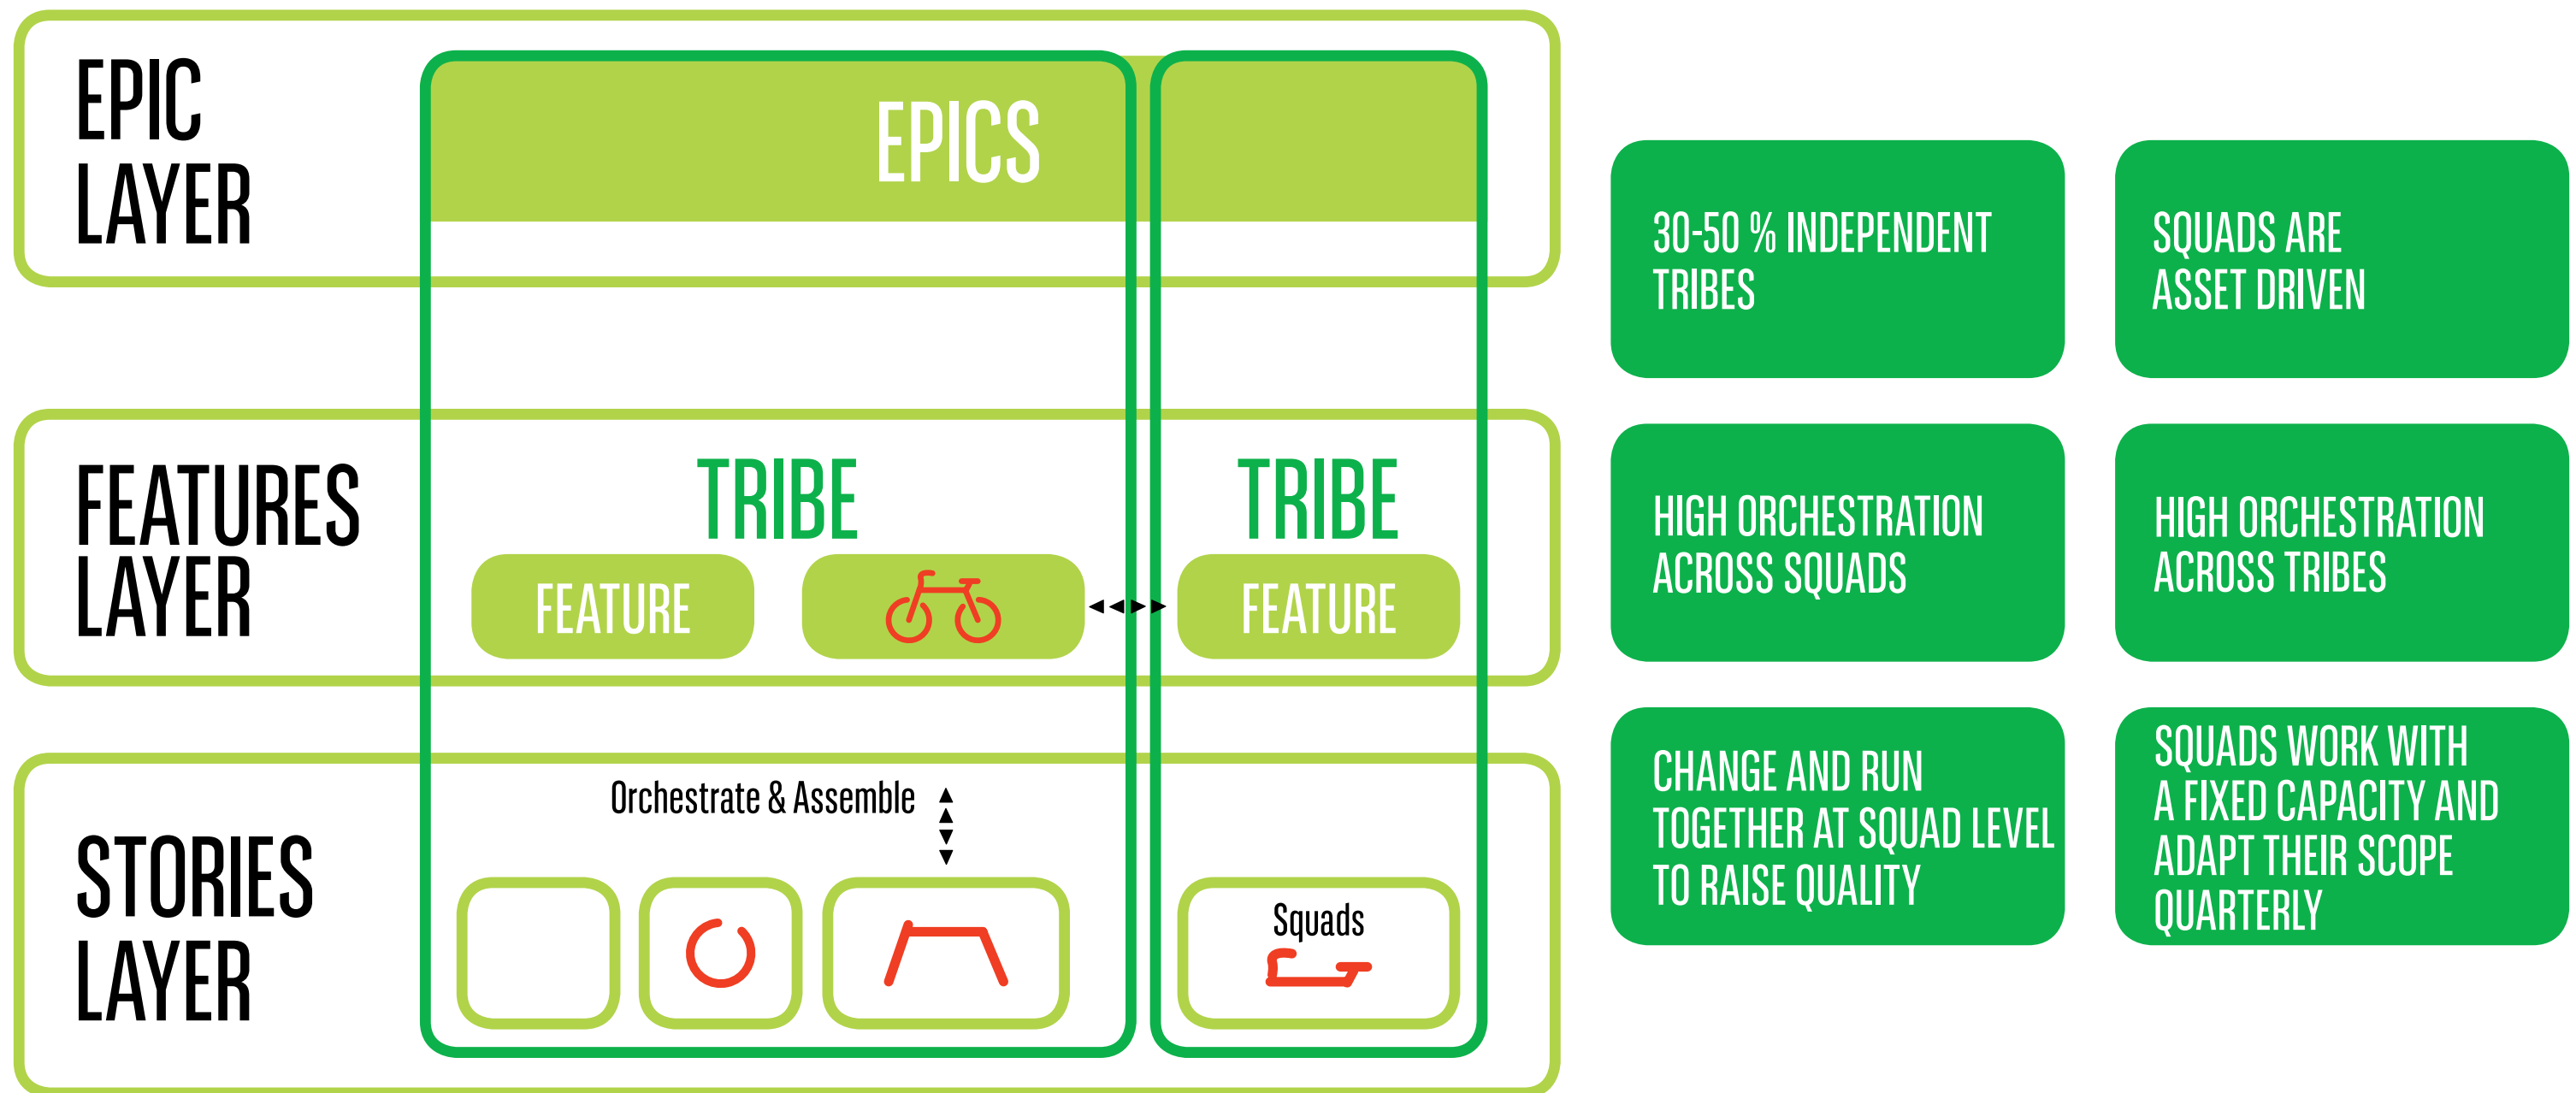 EPIC
LAYER
EPICS
FEATURES
LAYER
TRIBE
TRIBE
FEATURE
FEATURE
STORIES
LAYER
Orchestrate & Assemble
Squads
30-50 % INDEPENDENT
TRIBES
SQUADS ARE
ASSET DRIVEN
HIGH ORCHESTRATION
ACROSS SQUADS
HIGH ORCHESTRATION
ACROSS TRIBES
CHANGE AND RUN
TOGETHER AT SQUAD LEVEL
TO RAISE QUALITY
SQUADS WORK WITH
A FIXED CAPACITY AND
ADAPT THEIR SCOPE
QUARTERLY